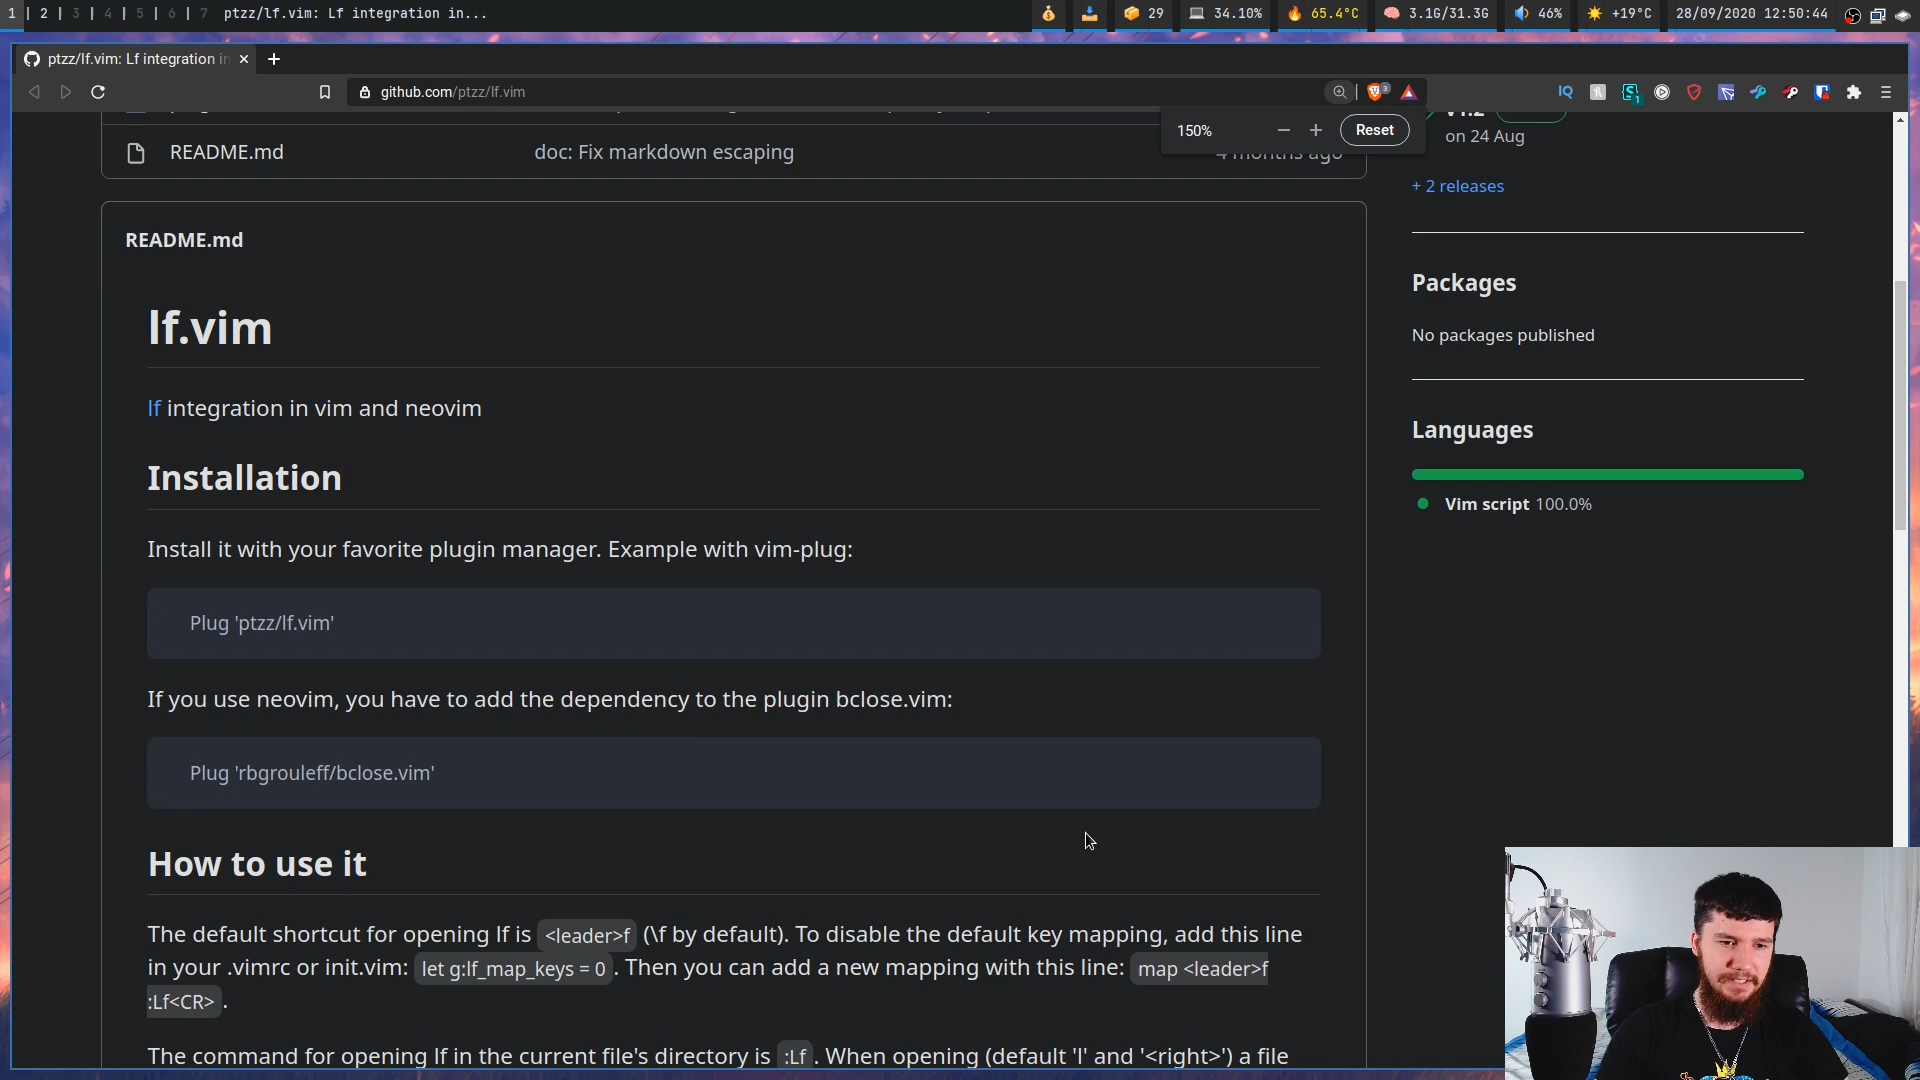 1 | 2 | 3 | 4 | 5 | 6 | 7 ptzz/lf.vim: Lf integration in...
29 34.10% 65.4°C 3.1G/31.3G 46% +19°C 28/09/2020 12:50:44
ptzz/lf.vim: Lf integration in
github.com/ptzz/lf.vim
3
IQ
1
150%
Reset
README.md doc: Fix markdown escaping 4 months ago
v1.2
on 24 Aug
+ 2 releases
README.md
Packages
No packages published
Languages
Vim script 100.0%
lf.vim
lf integration in vim and neovim
Installation
Install it with your favorite plugin manager. Example with vim-plug:
Plug 'ptzz/lf.vim'
If you use neovim, you have to add the dependency to the plugin bclose.vim:
Plug 'rbgrouleff/bclose.vim'
How to use it
The default shortcut for opening lf is <leader>f (\f by default). To disable the default key mapping, add this line
in your .vimrc or init.vim: let g:lf_map_keys = 0 . Then you can add a new mapping with this line: map <leader>f
:Lf<CR> .
The command for opening lf in the current file's directory is :Lf . When opening (default 'l' and '<right>') a file